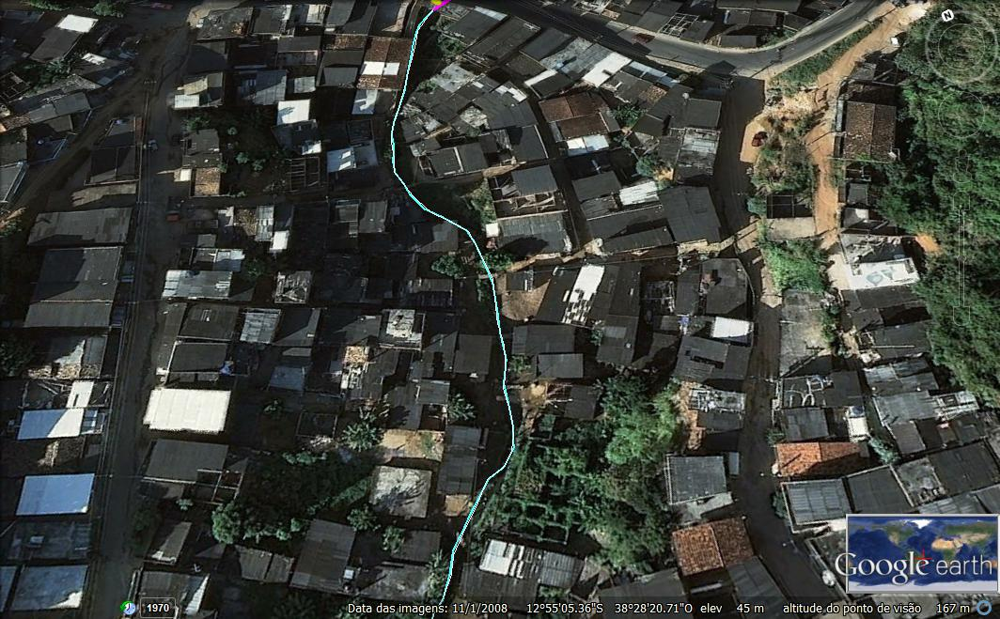 N
Google earth
1970
Data das imagens: 11/1/2008 12°55'05.36"S 38°28'20.71"O elev 45 m altitude do ponto de visão 167 m